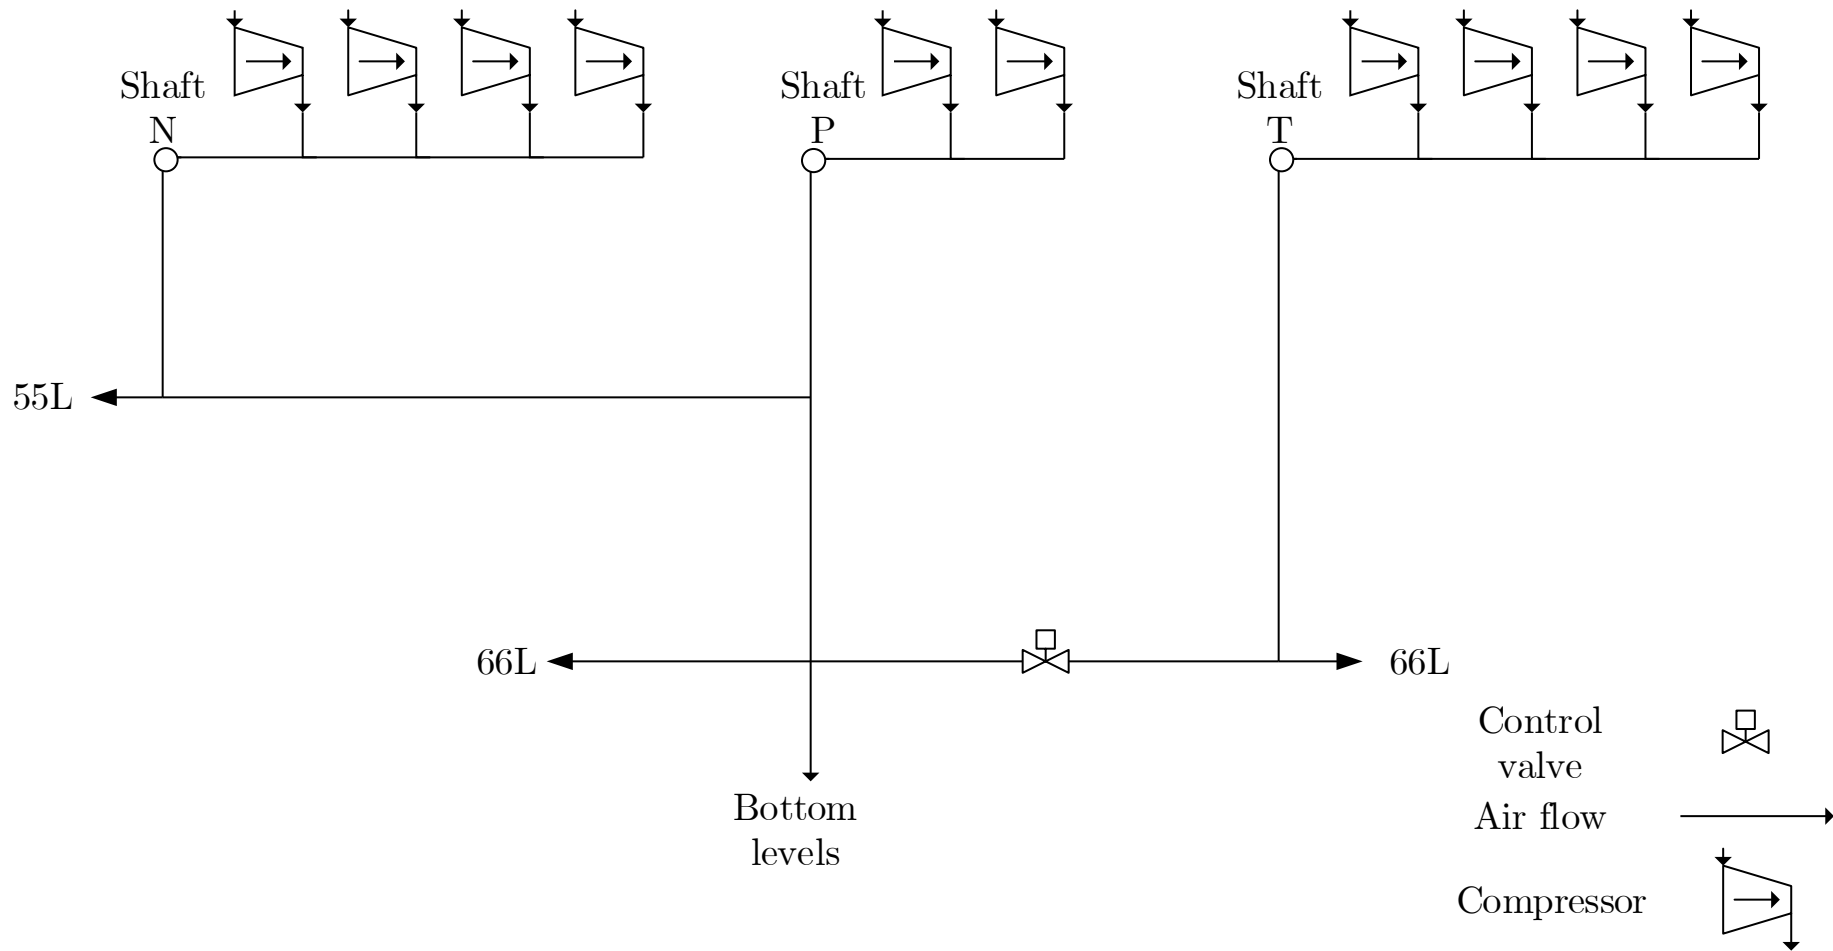 Shaft
N
Shaft
P
Shaft
T
55L
66L
66L
Bottom
levels
Control
valve
Air flow
Compressor